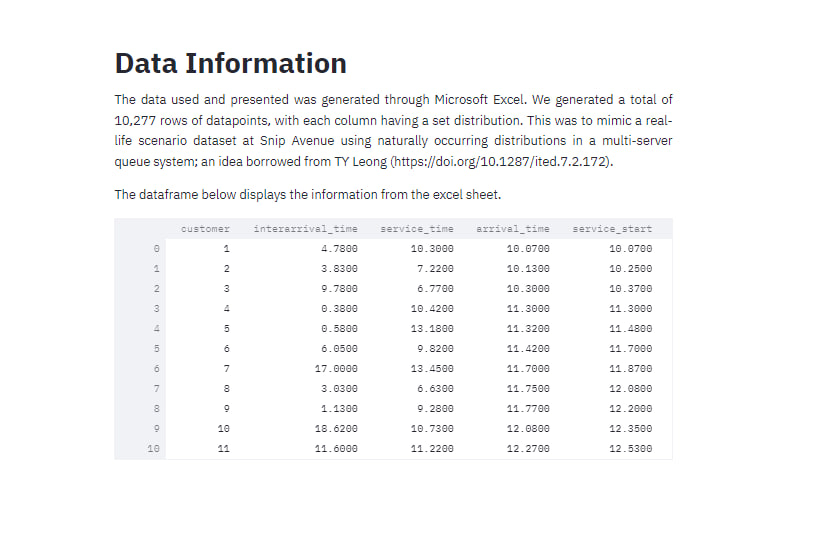 Data Information
The data used and presented was generated through Microsoft Excel. We generated a total of
10,277 rows of datapoints, with each column having a set distribution. This was to mimic a real-
life scenario dataset at Snip Avenue using naturally occurring distributions in a multi-server
queue system; an idea borrowed from TY Leong (https://doi.org/10.1287/ited.7.2.172).
The dataframe below displays the information from the excel sheet.
customer interarrival_time service_time arrival_time service_start
0 1 4.7800 10.3000 10.0700 10.0700
1 2 3.8300 7.2200 10.1300 10.2500
2 3 9.7800 6.7700 10.3000 10.3700
3 4 0.3800 10.4200 11.3000 11.3000
4 5 0.5800 13.1800 11.3200 11.4800
5 6 6.0500 9.8200 11.4200 11.7000
6 7 17.0000 13.4500 11.7000 11.8700
7 8 3.0300 6.6300 11.7500 12.0800
8 9 1.1300 9.2800 11.7700 12.2000
9 10 18.6200 10.7300 12.0800 12.3500
10 11 11.6000 11.2200 12.2700 12.5300